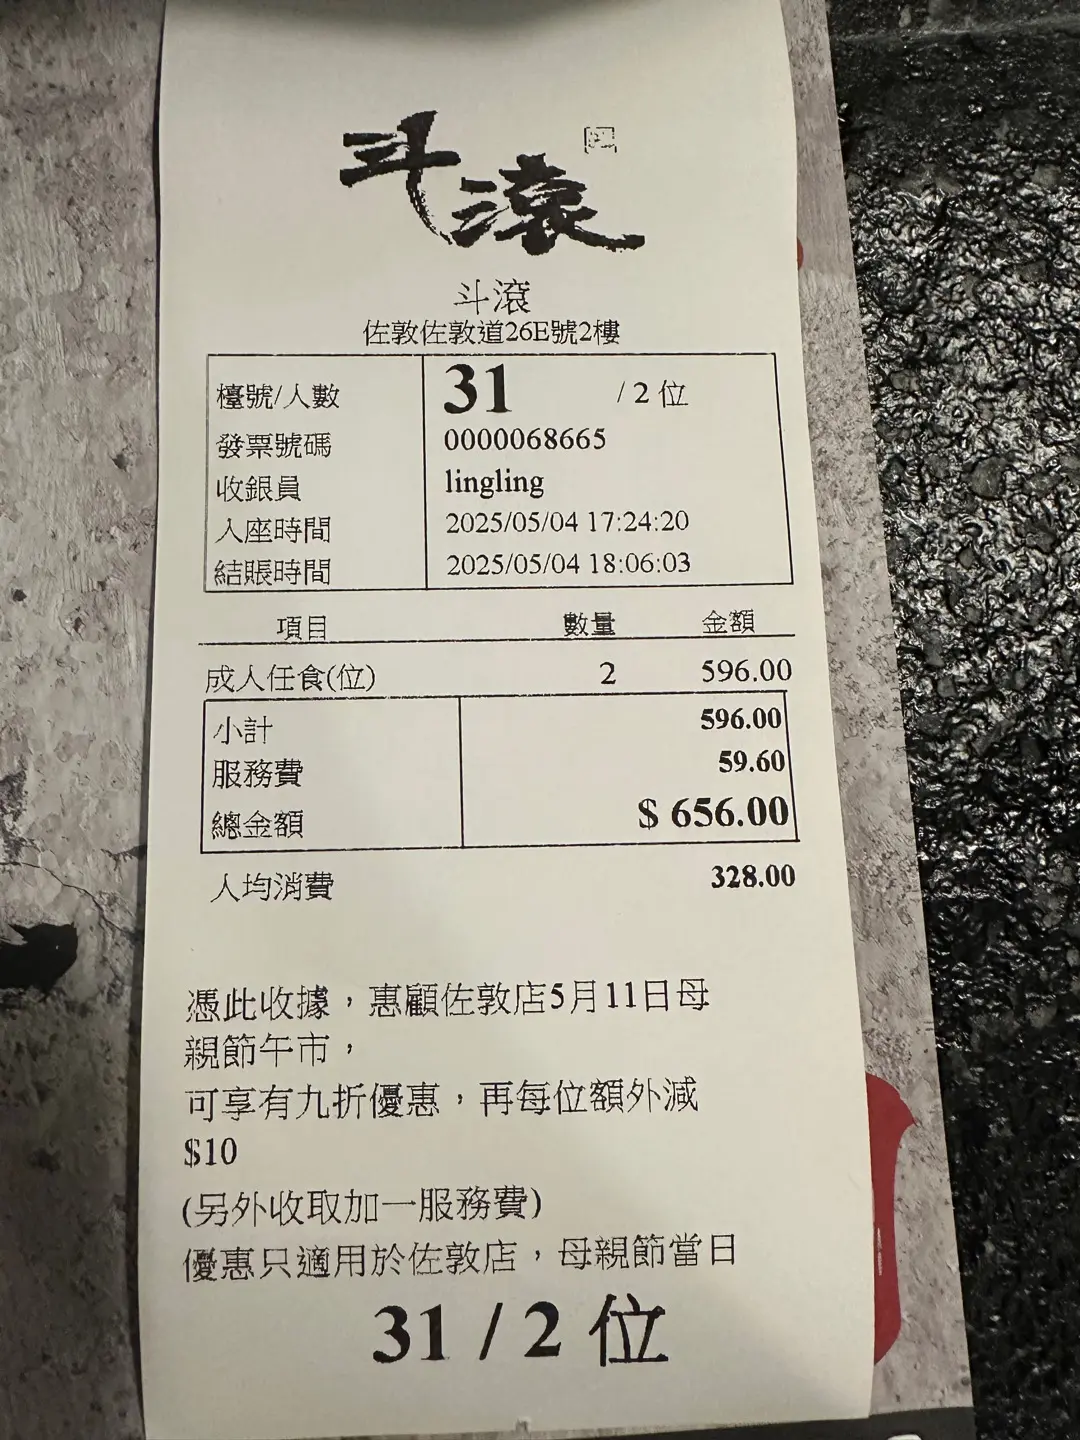 斗滾
斗滾
佐敦佐敦道26E號2樓
檯號/人數 31 / 2 位
發票號碼 0000068665
收銀員 lingling
入座時間 2025/05/04 17:24:20
結賬時間 2025/05/04 18:06:03
項目 數量 金額
成人任食(位) 2 596.00
小計 596.00
服務費 59.60
總金額 $ 656.00
人均消費 328.00
憑此收據，惠顧佐敦店5月11日母
親節午市，
可享有九折優惠，再每位額外減
$10
(另外收取加一服務費)
優惠只適用於佐敦店，母親節當日
31 / 2 位